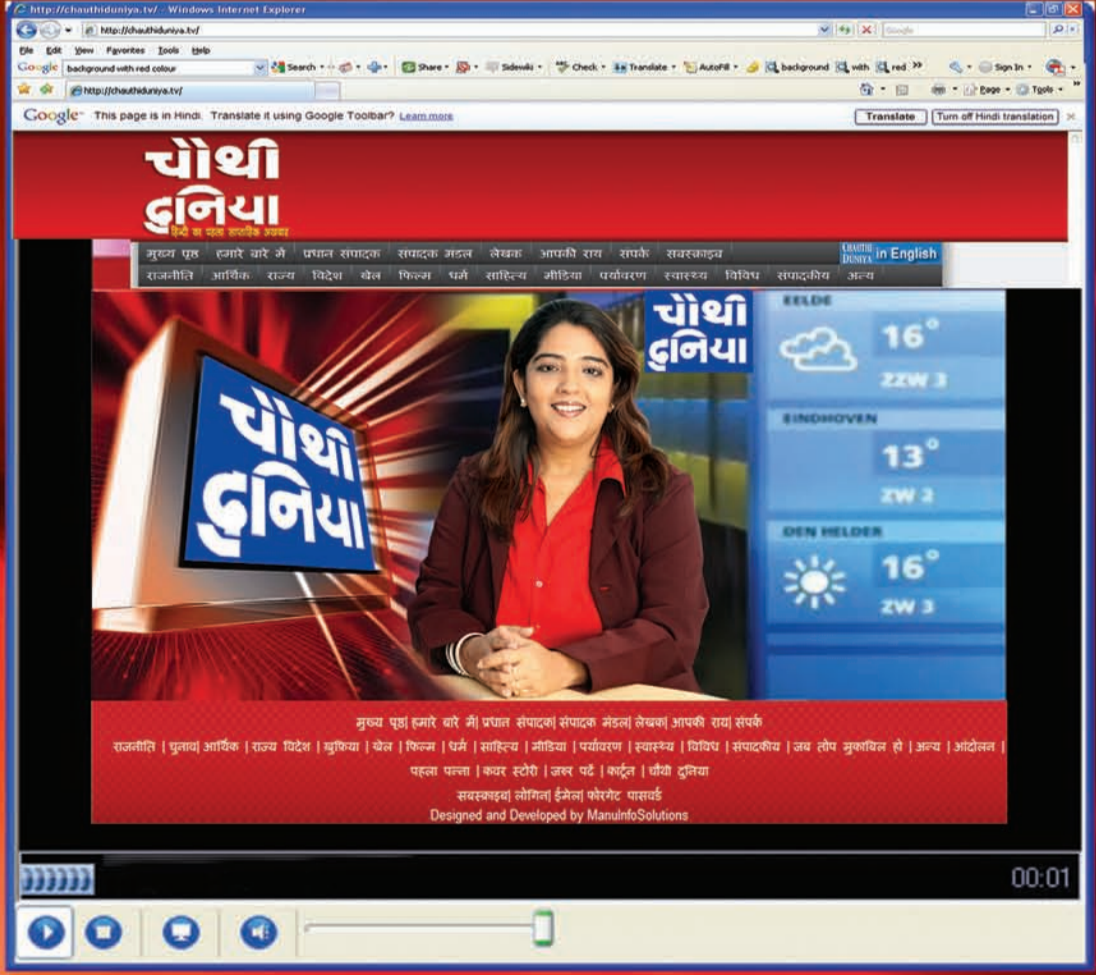 http://chauthiduniya.tv/ - Windows Internet Explorer
http://chauthiduniya.tv/
Google
File Edit View Favorites Tools Help
Google background with red colour Search Share Sidewiki Check Translate AutoFill background with red Sign In
http://chauthiduniya.tv/ Page Tools
Google This page is in Hindi. Translate it using Google Toolbar? Learn more Translate Turn off Hindi translation
चौथी
दुनिया
हिन्दी का पहला साप्ताहिक अखबार
मुख्य पृष्ठ हमारे बारे में प्रधान संपादक संपादक मंडल लेखक आपकी राय संपर्क सबस्क्राइब CHAUTHI DUNIYA in English
राजनीति आर्थिक राज्य विदेश खेल फिल्म धर्म साहित्य मीडिया पर्यावरण स्वास्थ्य विविध संपादकीय अन्य
चौथी
दुनिया
चौथी
दुनिया
EELDE
16°
ZZW 3
EINDHOVEN
13°
ZW 2
DEN HELDER
16°
ZW 3
मुख्य पृष्ठ| हमारे बारे में| प्रधान संपादक| संपादक मंडल| लेखक| आपकी राय| संपर्क
राजनीति | चुनाव| आर्थिक | राज्य विदेश | खुफिया | खेल | फिल्म | धर्म | साहित्य | मीडिया | पर्यावरण | स्वास्थ्य | विविध | संपादकीय | जब तोप मुकाबिल हो | अन्य | आंदोलन |
पहला पन्ना | कवर स्टोरी | जरुर पढें | कार्टून | चौथी दुनिया
सबस्क्राइब| लोगिन| ईमेल| फोरगेट पासवर्ड
Designed and Developed by ManuInfoSolutions
00:01